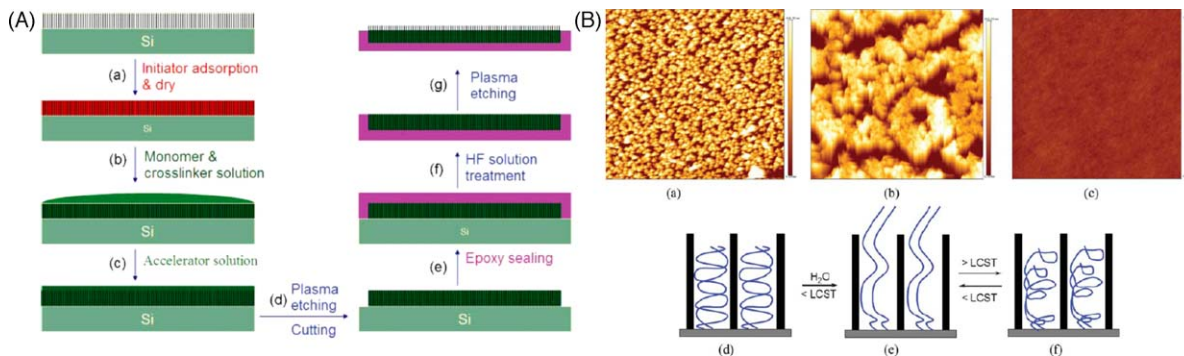 (A)
Si
(a)
Initiator adsorption
& dry
Si
(b)
Monomer &
crosslinker solution
Si
(c)
Accelerator solution
(d)
Plasma
etching
Cutting
(g)
Plasma
etching
(f)
HF solution
treatment
Si
(e)
Epoxy sealing
Si
(B)
(a)
(b)
(c)
H₂O
< LCST
> LCST
< LCST
(d)
(e)
(f)